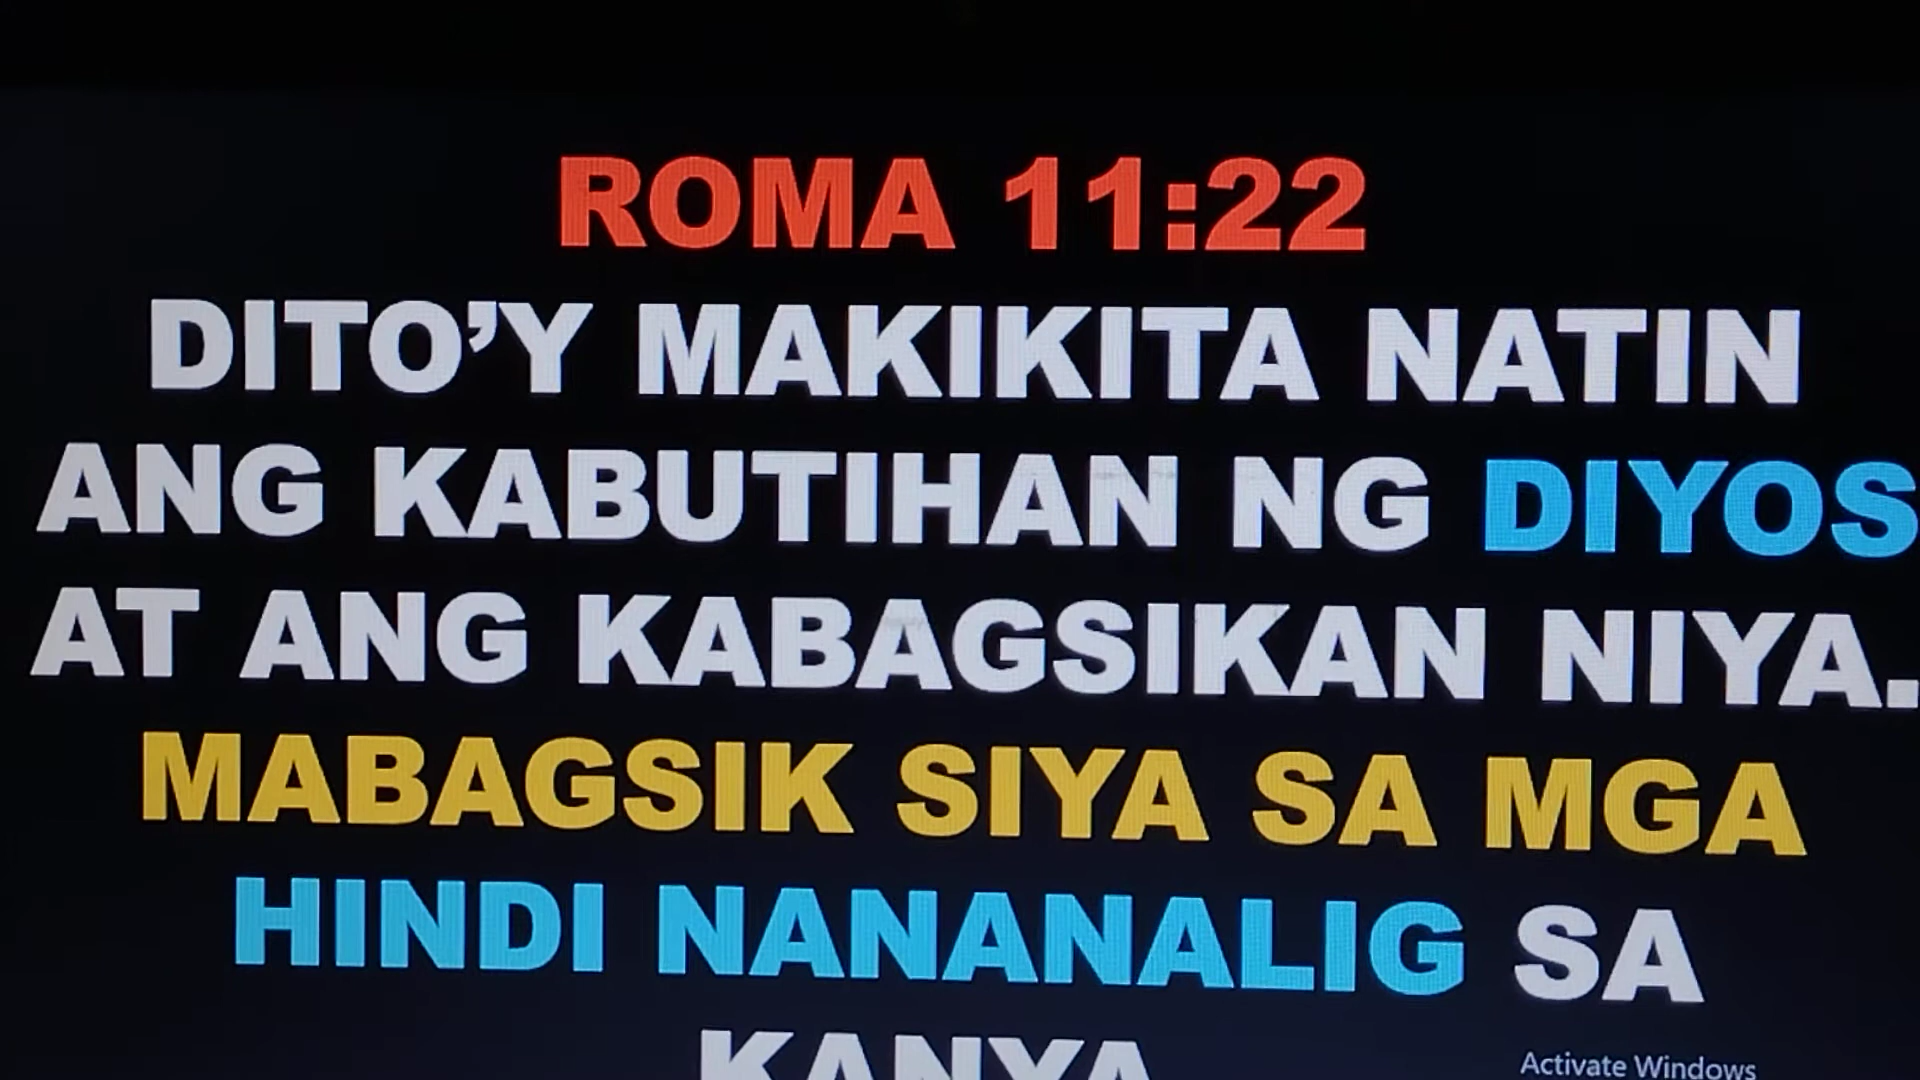 ROMA 11:22
DITO’Y MAKIKITA NATIN
ANG KABUTIHAN NG DIYOS
AT ANG KABAGSIKAN NIYA.
MABAGSIK SIYA SA MGA
HINDI NANANALIG SA
KANYA
Activate Windows